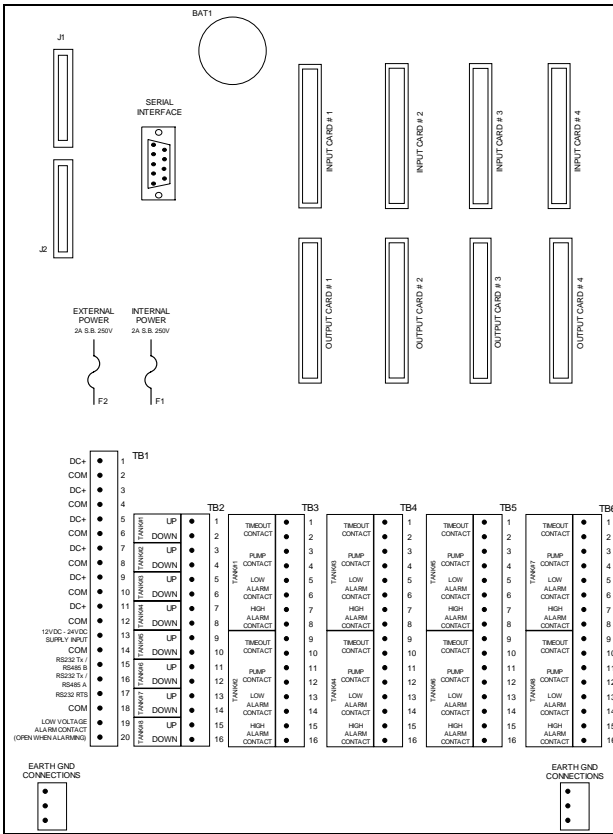 BAT1
J1
SERIAL
INTERFACE
INPUT CARD # 1
INPUT CARD # 2
INPUT CARD # 3
INPUT CARD # 4
J2
OUTPUT CARD # 1
OUTPUT CARD # 2
OUTPUT CARD # 3
OUTPUT CARD # 4
EXTERNAL
POWER
2A S.B. 250V
INTERNAL
POWER
2A S.B. 250V
F2
F1
TB1
DC+ 1
COM 2
DC+ 3
COM 4
DC+ 5
COM 6
DC+ 7
COM 8
DC+ 9
COM 10
DC+ 11
COM 12
12VDC - 24VDC
SUPPLY INPUT 13
COM 14
RS232 Tx /
RS485 B 15
RS232 Tx /
RS485 A 16
RS232 RTS 17
COM 18
LOW VOLTAGE
ALARM CONTACT
(OPEN WHEN ALARMING)
19
20
TB2
TANK#1 UP 1
DOWN 2
TANK#2 UP 3
DOWN 4
TANK#3 UP 5
DOWN 6
TANK#4 UP 7
DOWN 8
TANK#5 UP 9
DOWN 10
TANK#6 UP 11
DOWN 12
TANK#7 UP 13
DOWN 14
TANK#8 UP 15
DOWN 16
TB3
TANK#1
TIMEOUT
CONTACT
PUMP
CONTACT
LOW
ALARM
CONTACT
HIGH
ALARM
CONTACT
1
2
3
4
5
6
7
8
TANK#2
TIMEOUT
CONTACT
PUMP
CONTACT
LOW
ALARM
CONTACT
HIGH
ALARM
CONTACT
9
10
11
12
13
14
15
16
TB4
TANK#3
TIMEOUT
CONTACT
PUMP
CONTACT
LOW
ALARM
CONTACT
HIGH
ALARM
CONTACT
1
2
3
4
5
6
7
8
TANK#4
TIMEOUT
CONTACT
PUMP
CONTACT
LOW
ALARM
CONTACT
HIGH
ALARM
CONTACT
9
10
11
12
13
14
15
16
TB5
TANK#5
TIMEOUT
CONTACT
PUMP
CONTACT
LOW
ALARM
CONTACT
HIGH
ALARM
CONTACT
1
2
3
4
5
6
7
8
TANK#6
TIMEOUT
CONTACT
PUMP
CONTACT
LOW
ALARM
CONTACT
HIGH
ALARM
CONTACT
9
10
11
12
13
14
15
16
TB6
TANK#7
TIMEOUT
CONTACT
PUMP
CONTACT
LOW
ALARM
CONTACT
HIGH
ALARM
CONTACT
1
2
3
4
5
6
7
8
TANK#8
TIMEOUT
CONTACT
PUMP
CONTACT
LOW
ALARM
CONTACT
HIGH
ALARM
CONTACT
9
10
11
12
13
14
15
16
EARTH GND
CONNECTIONS
EARTH GND
CONNECTIONS